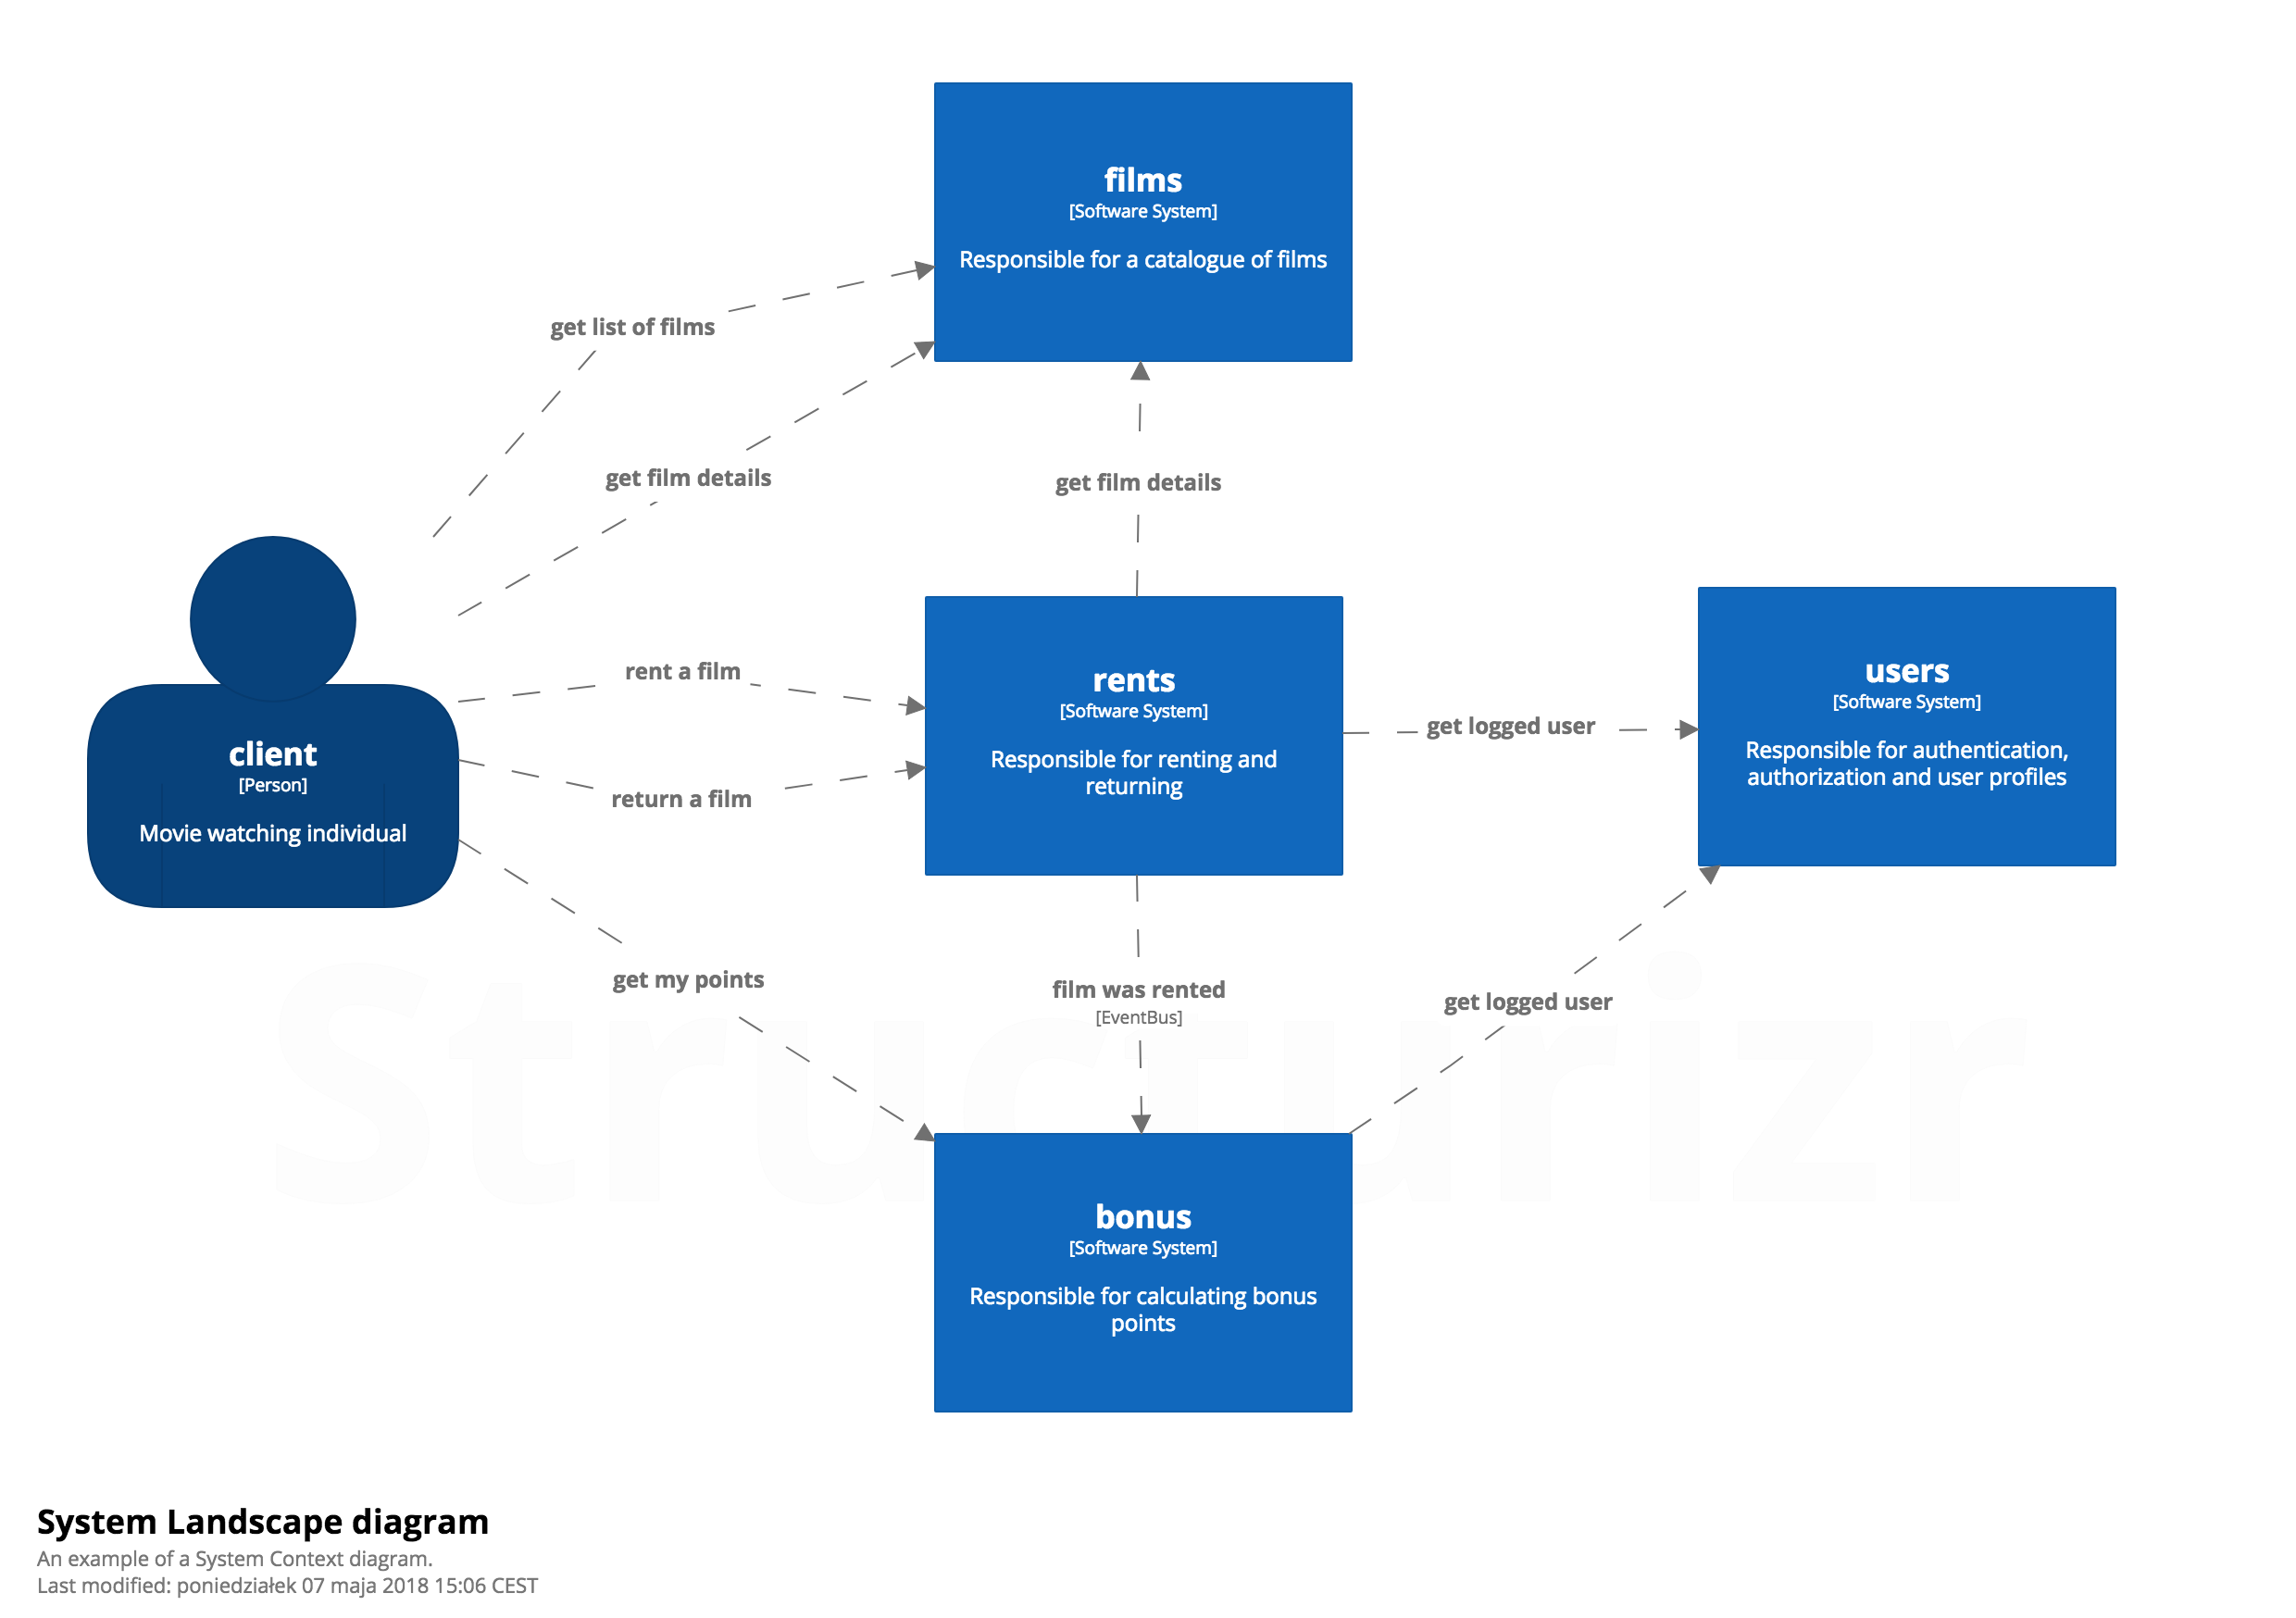 films
[Software System]
Responsible for a catalogue of films
get list of films
get film details
get film details
client
[Person]
Movie watching individual
rent a film
return a film
rents
[Software System]
Responsible for renting and
returning
get logged user
users
[Software System]
Responsible for authentication,
authorization and user profiles
get my points
film was rented
[EventBus]
get logged user
Structurizr
bonus
[Software System]
Responsible for calculating bonus
points
System Landscape diagram
An example of a System Context diagram.
Last modified: poniedziałek 07 maja 2018 15:06 CEST